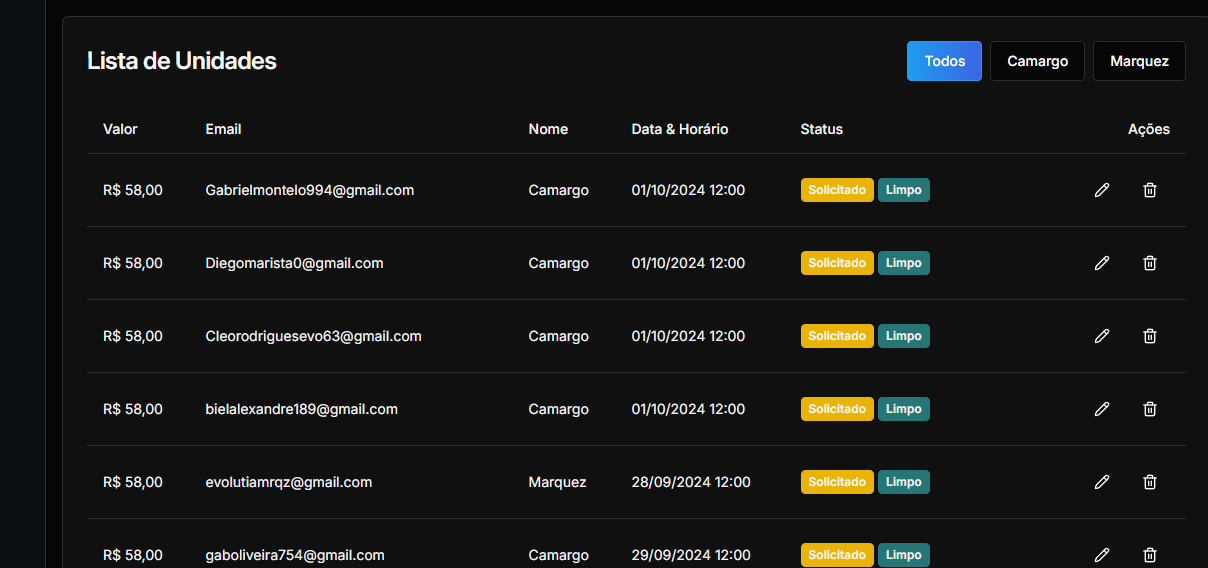 Lista de Unidades
Todos Camargo Marquez
Valor Email Nome Data & Horário Status Ações
R$ 58,00 Gabrielmontelo994@gmail.com Camargo 01/10/2024 12:00 Solicitado Limpo
R$ 58,00 Diegomarista0@gmail.com Camargo 01/10/2024 12:00 Solicitado Limpo
R$ 58,00 Cleorodriguesevo63@gmail.com Camargo 01/10/2024 12:00 Solicitado Limpo
R$ 58,00 bielalexandre189@gmail.com Camargo 01/10/2024 12:00 Solicitado Limpo
R$ 58,00 evolutiamrqz@gmail.com Marquez 28/09/2024 12:00 Solicitado Limpo
R$ 58,00 gaboliveira754@gmail.com Camargo 29/09/2024 12:00 Solicitado Limpo